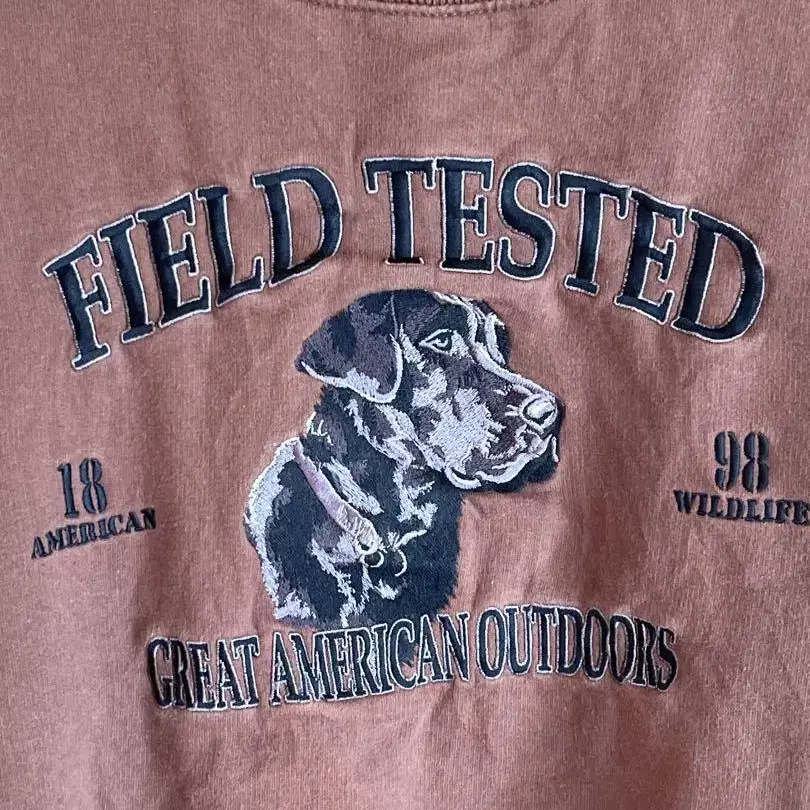 FIELD TESTED
18 98
AMERICAN WILDLIFE
GREAT AMERICAN OUTDOORS